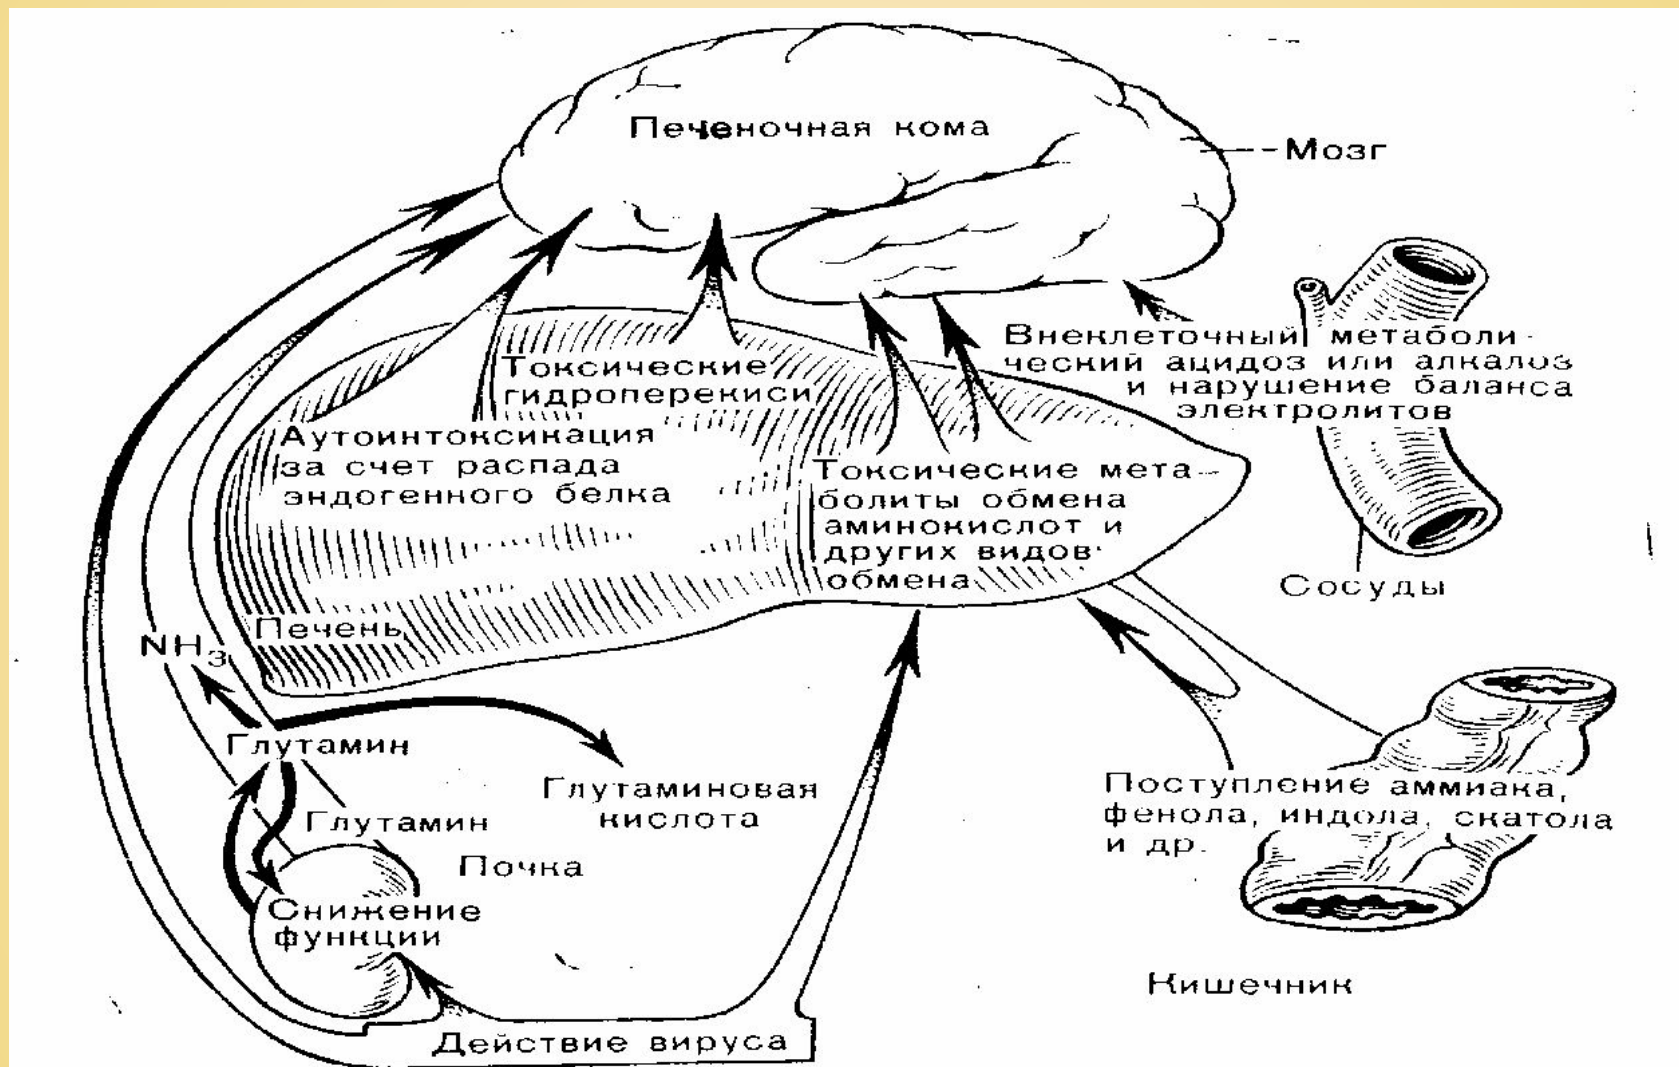 Печеночная кома
Мозг
Внеклеточный метаболи-
ческий ацидоз или алкалоз
и нарушение баланса
электролитов
Токсические
гидроперекиси
Аутоинтоксикация
за счет распада
эндогенного белка
Токсические мета-
болиты обмена
аминокислот и
других видов
обмена
Сосуды
Печень
NH3
Глутамин
Глутаминовая
кислота
Поступление аммиака,
фенола, индола, скатола
и др.
Глутамин
Почка
Снижение
функции
Кишечник
Действие вируса